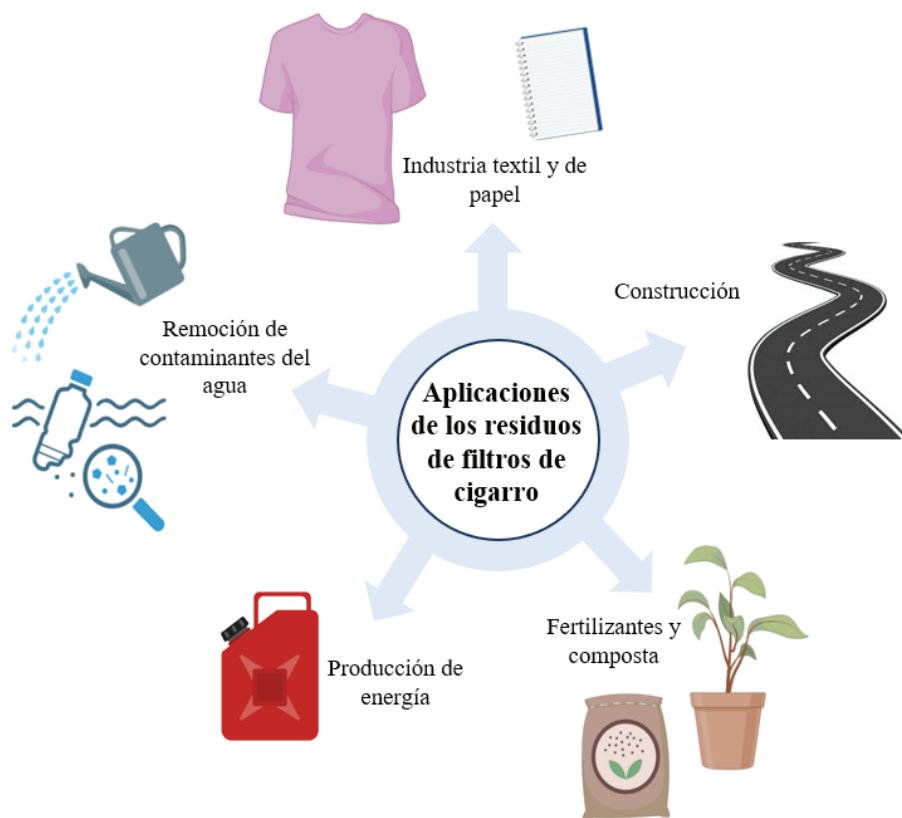 Industria textil y de
papel
Construcción
Remoción de
contaminantes del
agua
Aplicaciones
de los residuos
de filtros de
cigarro
Fertilizantes y
composta
Producción de
energía